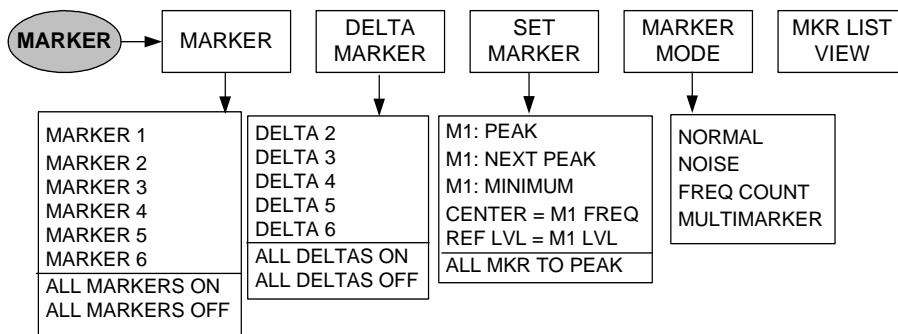 MARKER
MARKER
DELTA
MARKER
SET
MARKER
MARKER
MODE
MKR LIST
VIEW
MARKER 1
MARKER 2
MARKER 3
MARKER 4
MARKER 5
MARKER 6
ALL MARKERS ON
ALL MARKERS OFF
DELTA 2
DELTA 3
DELTA 4
DELTA 5
DELTA 6
ALL DELTAS ON
ALL DELTAS OFF
M1: PEAK
M1: NEXT PEAK
M1: MINIMUM
CENTER = M1 FREQ
REF LVL = M1 LVL
ALL MKR TO PEAK
NORMAL
NOISE
FREQ COUNT
MULTIMARKER